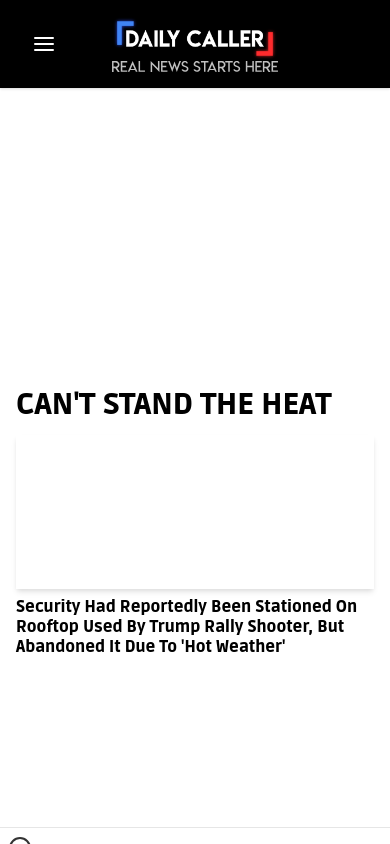 DAILY CALLER
REAL NEWS STARTS HERE
CAN'T STAND THE HEAT
Security Had Reportedly Been Stationed On
Rooftop Used By Trump Rally Shooter, But
Abandoned It Due To 'Hot Weather'